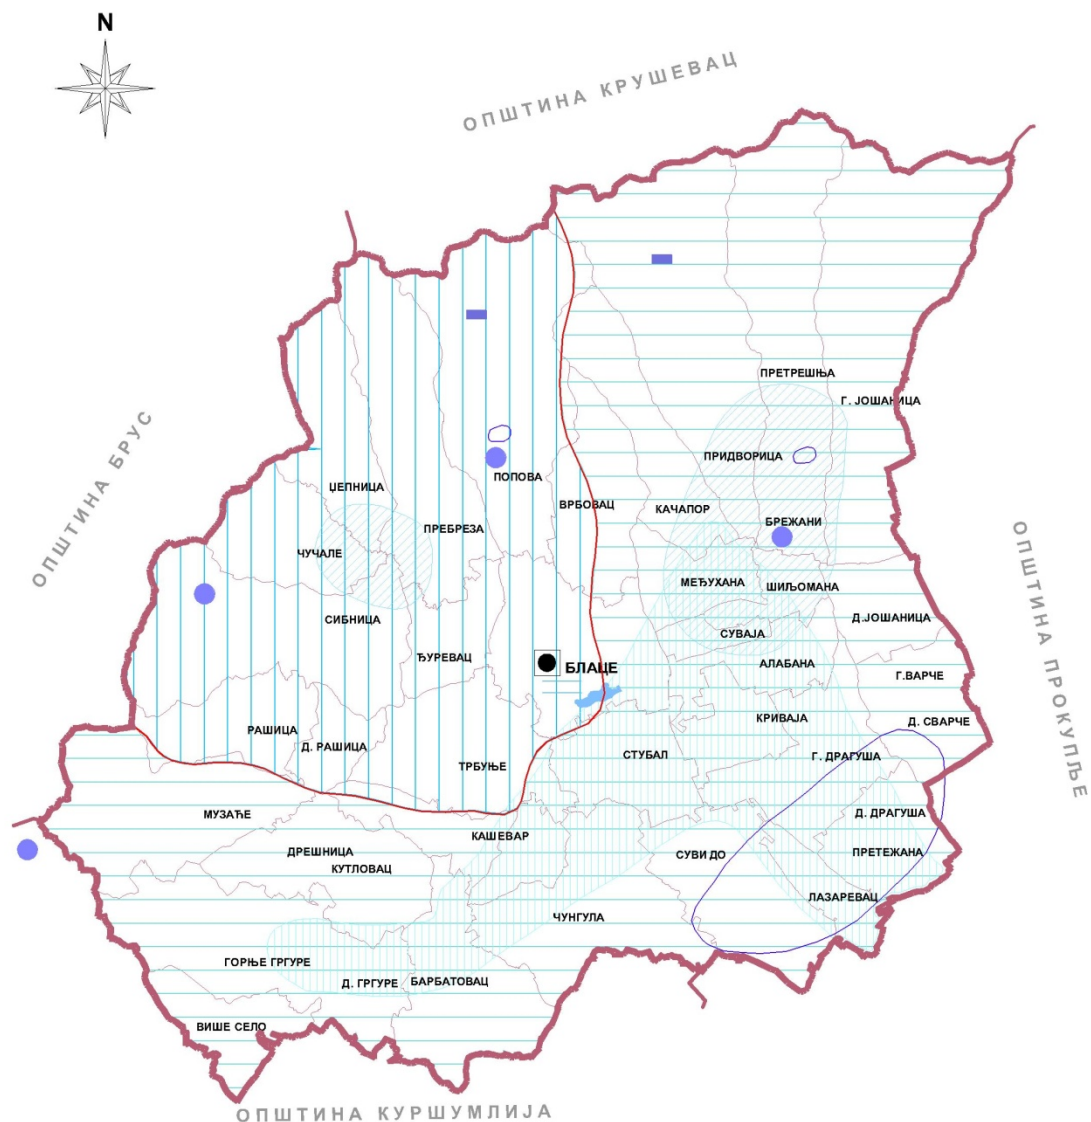 N
ОПШТИНА КРУШЕВАЦ
ПРЕТРЕШЊА
Г. ЈОШАНИЦА
ОПШТИНА БРУС
ПРИДВОРИЦА
ПОПОВА
ЏЕПНИЦА
ВРБОВАЦ
КАЧАПОР
БРЕЖАНИ
ПРЕБРЕЗА
ЧУЧАЛЕ
ОПШТИНА ПРОКУПЉЕ
МЕЂУХАНА
ШИЉОМАНА
СИБНИЦА
Д.ЈОШАНИЦА
СУВАЈА
ЂУРЕВАЦ
БЛАЦЕ
АЛАБАНА
Г.ВАРЧЕ
КРИВАЈА
Д. СВАРЧЕ
РАШИЦА
Д. РАШИЦА
СТУБАЛ
Г. ДРАГУША
ТРБУЊЕ
МУЗАЋЕ
Д. ДРАГУША
КАШЕВАР
ДРЕШНИЦА
СУВИ ДО
ПРЕТЕЖАНА
КУТЛОВАЦ
ЛАЗАРЕВАЦ
ЧУНГУЛА
ГОРЊЕ ГРГУРЕ
Д. ГРГУРЕ
БАРБАТОВАЦ
ВИШЕ СЕЛО
ОПШТИНА КУРШУМЛИЈА